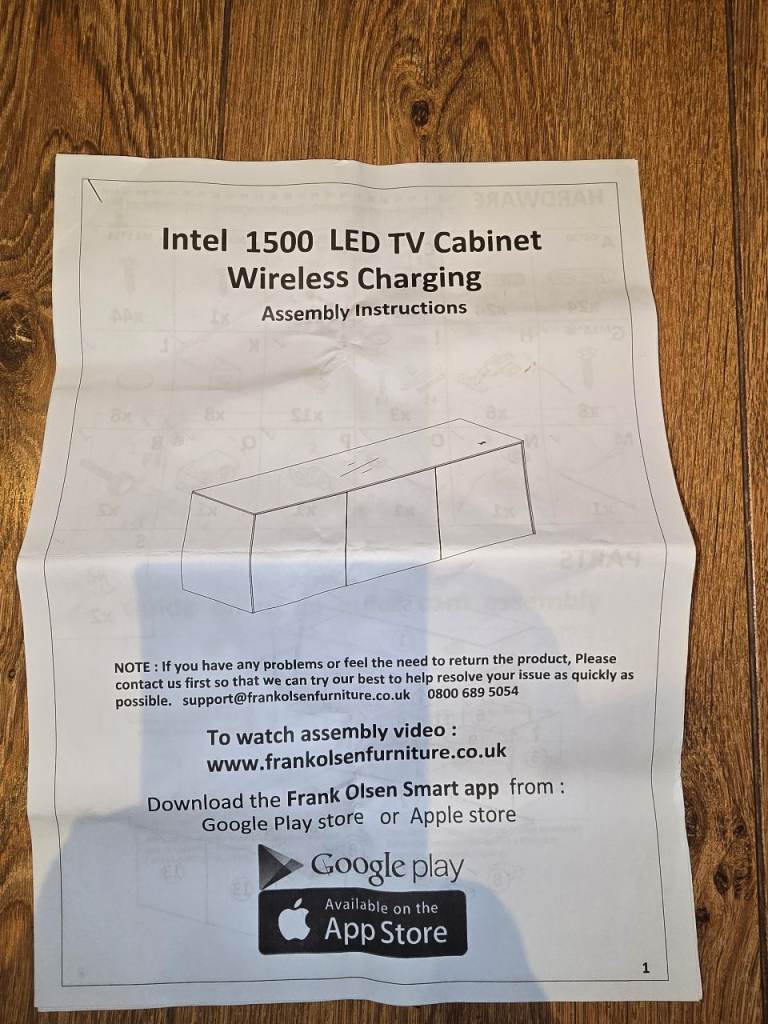 Intel 1500 LED TV Cabinet
Wireless Charging
Assembly Instructions
NOTE : If you have any problems or feel the need to return the product, Please
contact us first so that we can try our best to help resolve your issue as quickly as
possible. support@frankolsenfurniture.co.uk 0800 689 5054
To watch assembly video :
www.frankolsenfurniture.co.uk
Download the Frank Olsen Smart app from :
Google Play store or Apple store
Google play
Available on the
App Store
1
HARDWARE
PARTS